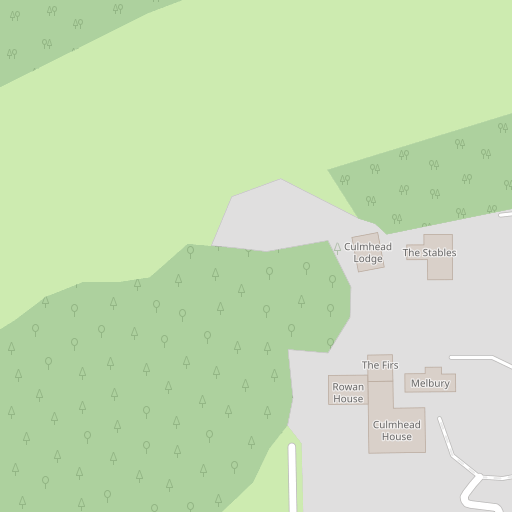 Culmhead
Lodge
The Stables
The Firs
Rowan
House
Melbury
Culmhead
House